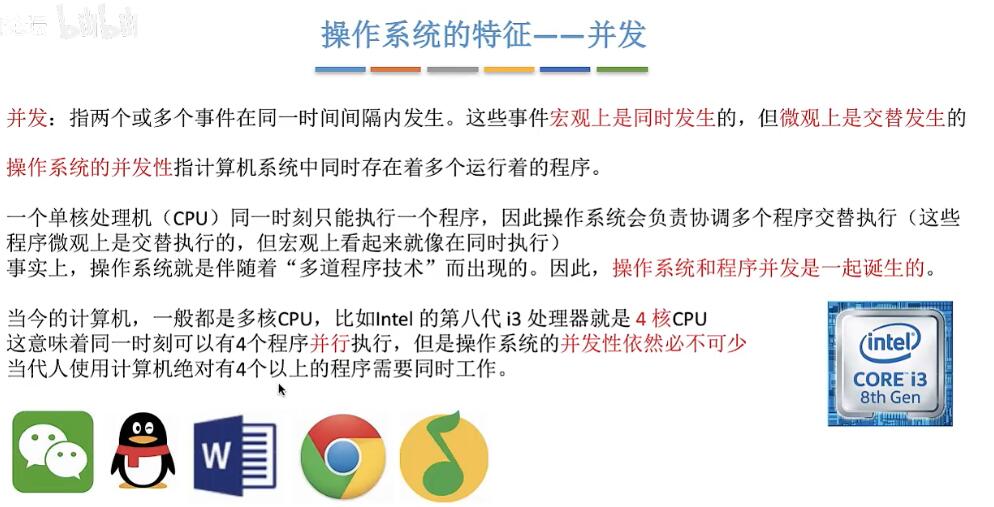 bilibili
操作系统的特征——并发
并发：指两个或多个事件在同一时间间隔内发生。这些事件宏观上是同时发生的，但微观上是交替发生的
操作系统的并发性指计算机系统中同时存在着多个运行着的程序。
一个单核处理机（CPU）同一时刻只能执行一个程序，因此操作系统会负责协调多个程序交替执行（这些
程序微观上是交替执行的，但宏观上看起来就像在同时执行）
事实上，操作系统就是伴随着“多道程序技术”而出现的。因此，操作系统和程序并发是一起诞生的。
当今的计算机，一般都是多核CPU，比如Intel 的第八代 i3 处理器就是 4 核CPU
这意味着同一时刻可以有4个程序并行执行，但是操作系统的并发性依然必不可少
当代人使用计算机绝对有4个以上的程序需要同时工作。
intel
CORE i3
8th Gen
W